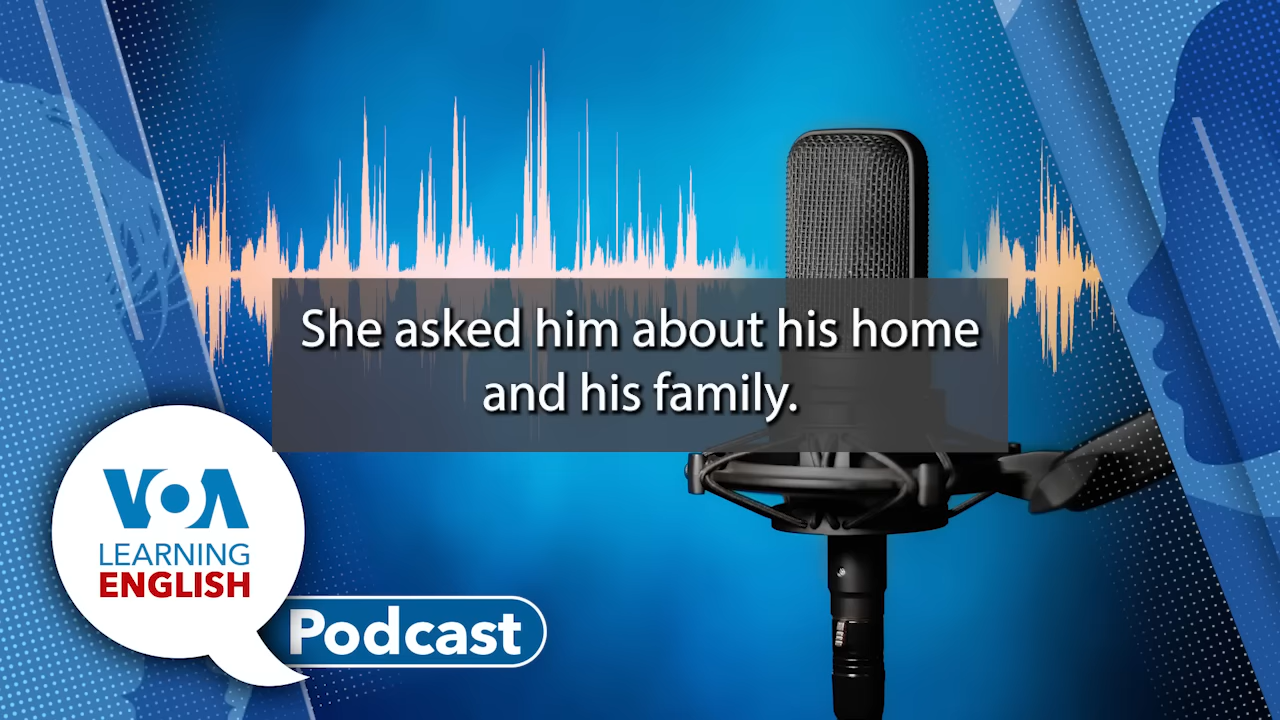 She asked him about his home
and his family.
VOA
LEARNING
ENGLISH
Podcast